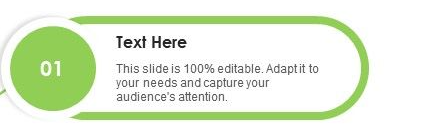 01
Text Here
This slide is 100% editable. Adapt it to
your needs and capture your
audience's attention.